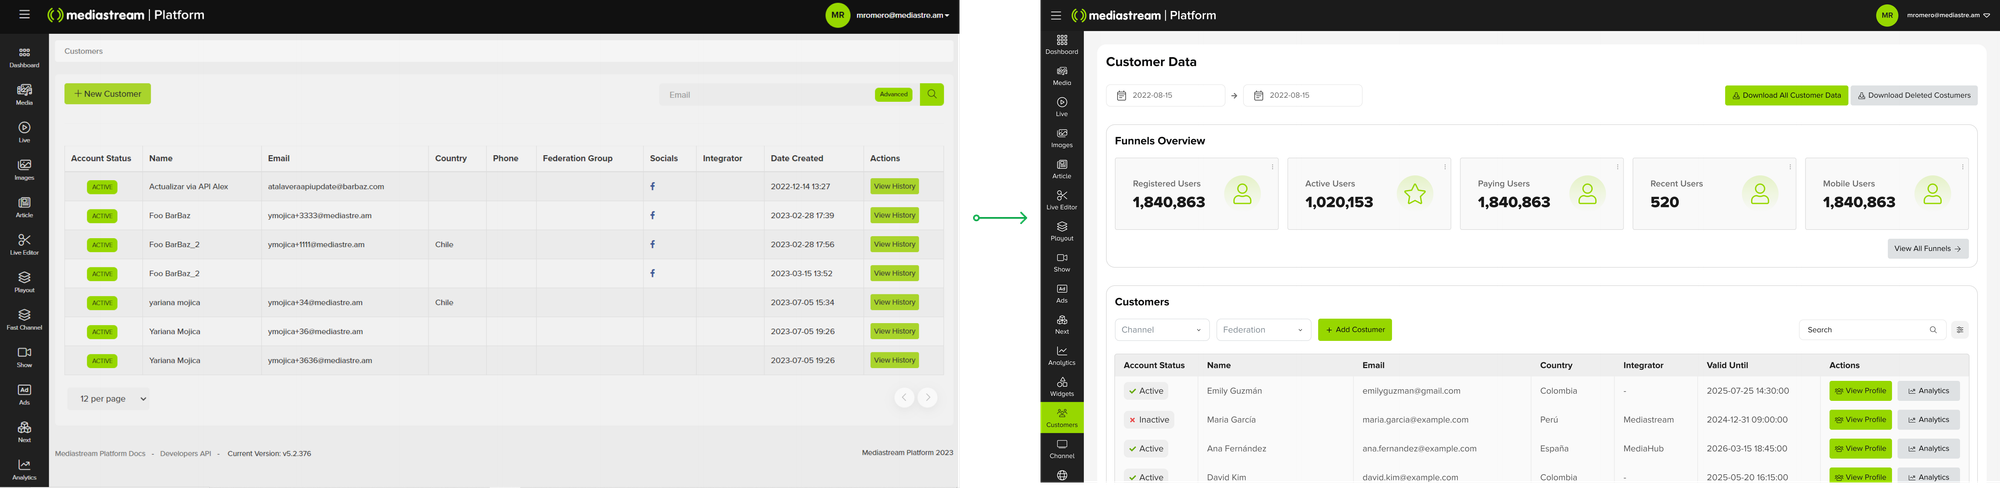 mediastream | Platform
MR
mromero@mediastre.am
Dashboard
Media
Live
Images
Article
Live Editor
Playout
Fast Channel
Show
Ad
Ads
Next
Analytics
Customers
+ New Customer
Email
Advanced
Account Status Name Email Country Phone Federation Group Socials Integrator Date Created Actions
ACTIVE Actualizar via API Alex atalaveraapiupdate@barbaz.com f 2022-12-14 13:27 View History
ACTIVE Foo BarBaz ymojica+3333@mediastre.am f 2023-02-28 17:39 View History
ACTIVE Foo BarBaz_2 ymojica+1111@mediastre.am Chile f 2023-02-28 17:56 View History
ACTIVE Foo BarBaz_2 f 2023-03-15 13:52 View History
ACTIVE yariana mojica ymojica+34@mediastre.am Chile 2023-07-05 15:34 View History
ACTIVE Yariana Mojica ymojica+36@mediastre.am 2023-07-05 19:26 View History
ACTIVE Yariana Mojica ymojica+3636@mediastre.am 2023-07-05 19:26 View History
12 per page
Mediastream Platform Docs - Developers API - Current Version: v5.2.376
Mediastream Platform 2023
mediastream | Platform
MR
mromero@mediastre.am
Dashboard
Media
Live
Images
Article
Live Editor
Playout
Show
Ad
Ads
Next
Analytics
Widgets
Customers
Channel
Customer Data
2022-08-15 → 2022-08-15
Download All Customer Data
Download Deleted Costumers
Funnels Overview
Registered Users
1,840,863
Active Users
1,020,153
Paying Users
1,840,863
Recent Users
520
Mobile Users
1,840,863
View All Funnels →
Customers
Channel
Federation
+ Add Costumer
Search
Account Status Name Email Country Integrator Valid Until Actions
Active Emily Guzmán emilyguzman@gmail.com Colombia - 2025-07-25 14:30:00 View Profile Analytics
Inactive Maria García maria.garcia@example.com Perú Mediastream 2024-12-31 09:00:00 View Profile Analytics
Active Ana Fernández ana.fernandez@example.com España MediaHub 2026-03-15 18:45:00 View Profile Analytics
Active David Kim david.kim@example.com Colombia - 2025-05-20 16:15:00 View Profile Analytics